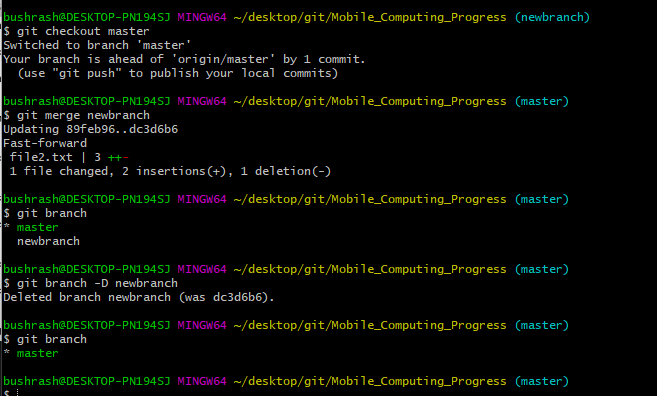 bushrash@DESKTOP-PN194SJ MINGW64 ~/desktop/git/Mobile_Computing_Progress (newbranch)
$ git checkout master
Switched to branch 'master'
Your branch is ahead of 'origin/master' by 1 commit.
  (use "git push" to publish your local commits)

bushrash@DESKTOP-PN194SJ MINGW64 ~/desktop/git/Mobile_Computing_Progress (master)
$ git merge newbranch
Updating 89feb96..dc3d6b6
Fast-forward
 file2.txt | 3 ++-
 1 file changed, 2 insertions(+), 1 deletion(-)

bushrash@DESKTOP-PN194SJ MINGW64 ~/desktop/git/Mobile_Computing_Progress (master)
$ git branch
* master
  newbranch

bushrash@DESKTOP-PN194SJ MINGW64 ~/desktop/git/Mobile_Computing_Progress (master)
$ git branch -D newbranch
Deleted branch newbranch (was dc3d6b6).

bushrash@DESKTOP-PN194SJ MINGW64 ~/desktop/git/Mobile_Computing_Progress (master)
$ git branch
* master

bushrash@DESKTOP-PN194SJ MINGW64 ~/desktop/git/Mobile_Computing_Progress (master)
$